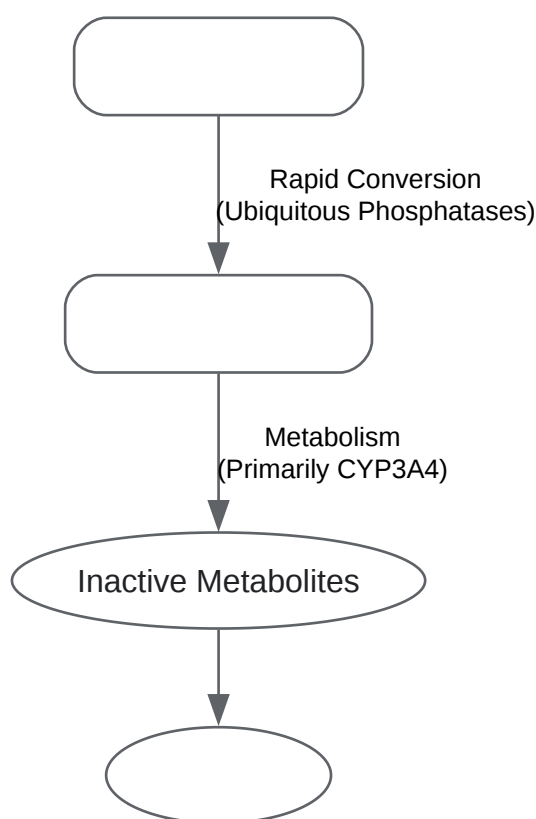 Rapid Conversion
(Ubiquitous Phosphatases)
Metabolism
(Primarily CYP3A4)
Inactive Metabolites